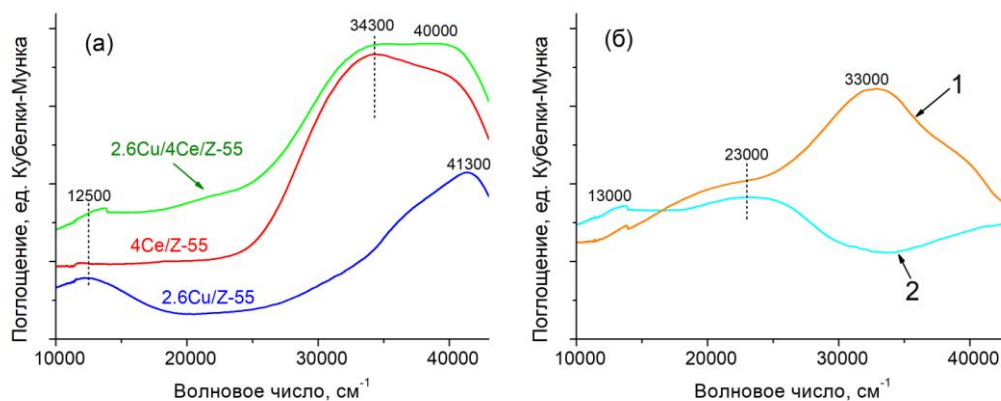 (а)
34300
40000
2.6Cu/4Ce/Z-55
12500
41300
4Ce/Z-55
2.6Cu/Z-55
Поглощение, ед. Кубелки-Мунка
10000 20000 30000 40000
Волновое число, см⁻¹
(б)
33000
1
23000
13000
2
Поглощение, ед. Кубелки-Мунка
10000 20000 30000 40000
Волновое число, см⁻¹